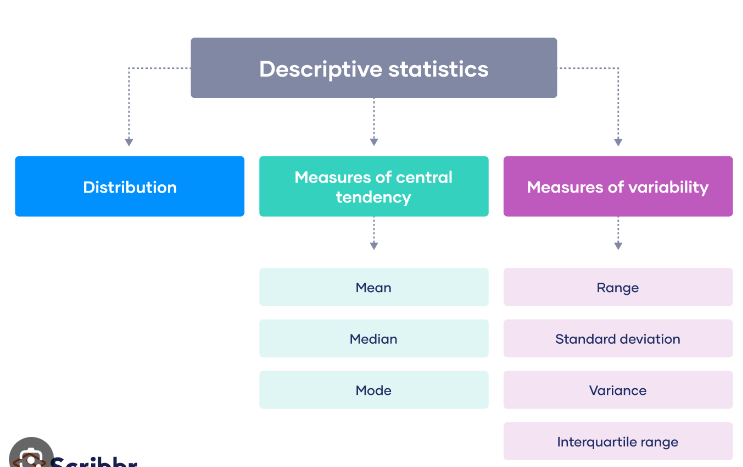 Descriptive statistics
Distribution
Measures of central
tendency
Measures of variability
Mean
Median
Mode
Range
Standard deviation
Variance
Interquartile range
Scribbr